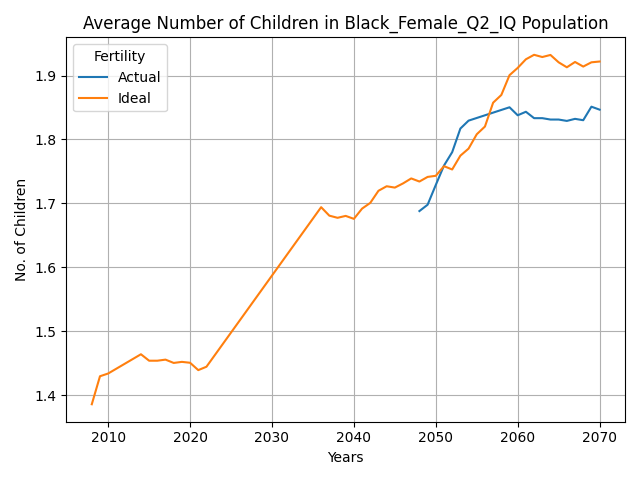 Average Number of Children in Black_Female_Q2_IQ Population
Fertility
Actual
Ideal
No. of Children
1.9
1.8
1.7
1.6
1.5
1.4
2010 2020 2030 2040 2050 2060 2070
Years